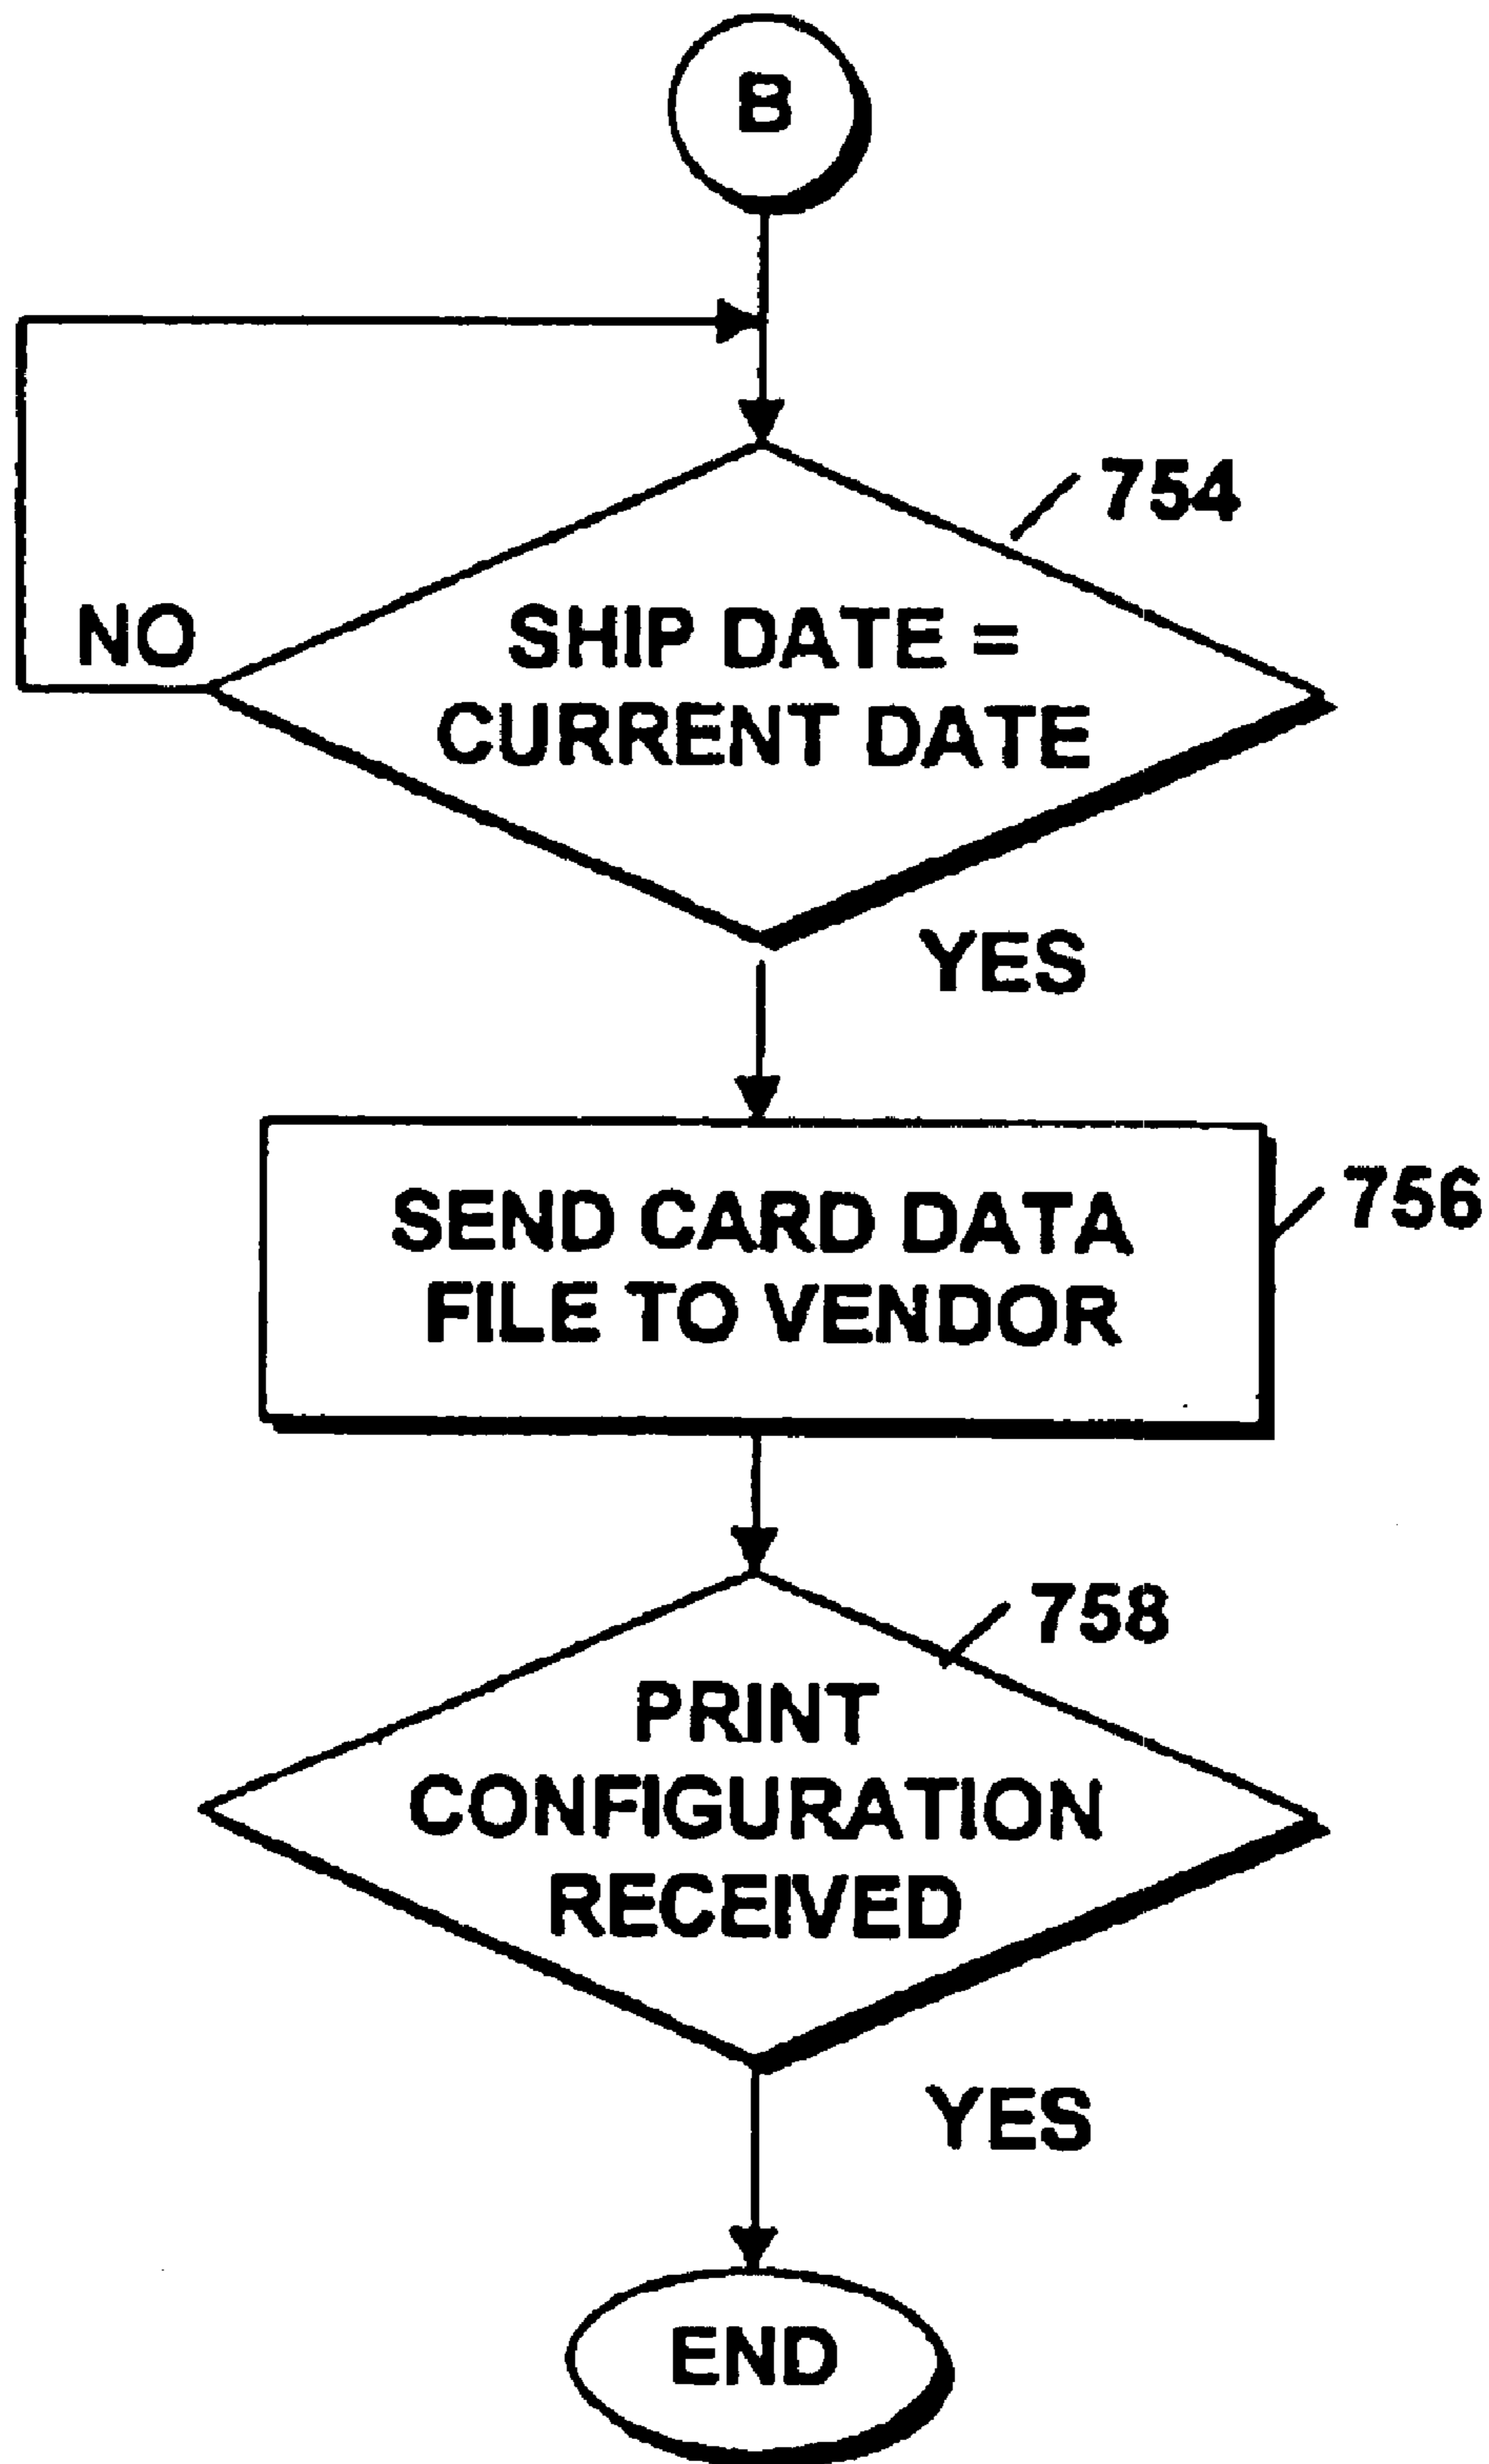 B
754
SHIP DATE =
CURRENT DATE
NO
YES
SEND CARD DATA
FILE TO VENDOR
756
758
PRINT
CONFIGURATION
RECEIVED
YES
END